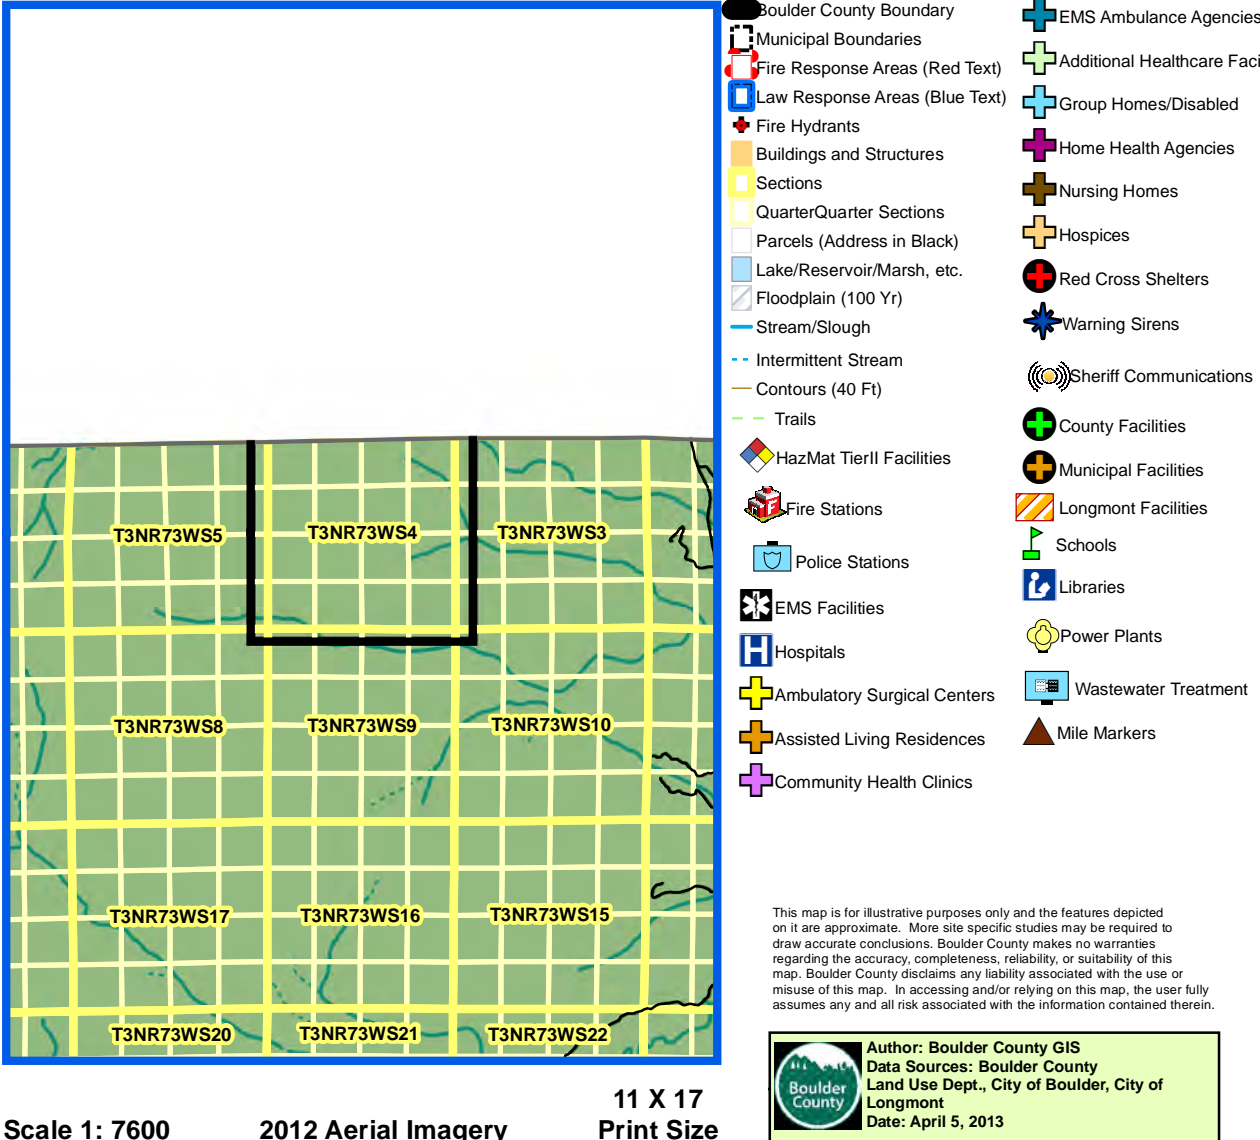 Boulder County Boundary
Municipal Boundaries
Fire Response Areas (Red Text)
Law Response Areas (Blue Text)
Fire Hydrants
Buildings and Structures
Sections
QuarterQuarter Sections
Parcels (Address in Black)
Lake/Reservoir/Marsh, etc.
Floodplain (100 Yr)
Stream/Slough
Intermittent Stream
Contours (40 Ft)
Trails
HazMat TierII Facilities
Fire Stations
Police Stations
EMS Facilities
Hospitals
Ambulatory Surgical Centers
Assisted Living Residences
Community Health Clinics
EMS Ambulance Agencies
Additional Healthcare Faci
Group Homes/Disabled
Home Health Agencies
Nursing Homes
Hospices
Red Cross Shelters
Warning Sirens
Sheriff Communications
County Facilities
Municipal Facilities
Longmont Facilities
Schools
Libraries
Power Plants
Wastewater Treatment
Mile Markers
T3NR73WS5
T3NR73WS4
T3NR73WS3
T3NR73WS8
T3NR73WS9
T3NR73WS10
T3NR73WS17
T3NR73WS16
T3NR73WS15
T3NR73WS20
T3NR73WS21
T3NR73WS22
This map is for illustrative purposes only and the features depicted
on it are approximate. More site specific studies may be required to
draw accurate conclusions. Boulder County makes no warranties
regarding the accuracy, completeness, reliability, or suitability of this
map. Boulder County disclaims any liability associated with the use or
misuse of this map. In accessing and/or relying on this map, the user fully
assumes any and all risk associated with the information contained therein.
Boulder
County
Author: Boulder County GIS
Data Sources: Boulder County
Land Use Dept., City of Boulder, City of
Longmont
Date: April 5, 2013
Scale 1: 7600
2012 Aerial Imagery
11 X 17
Print Size